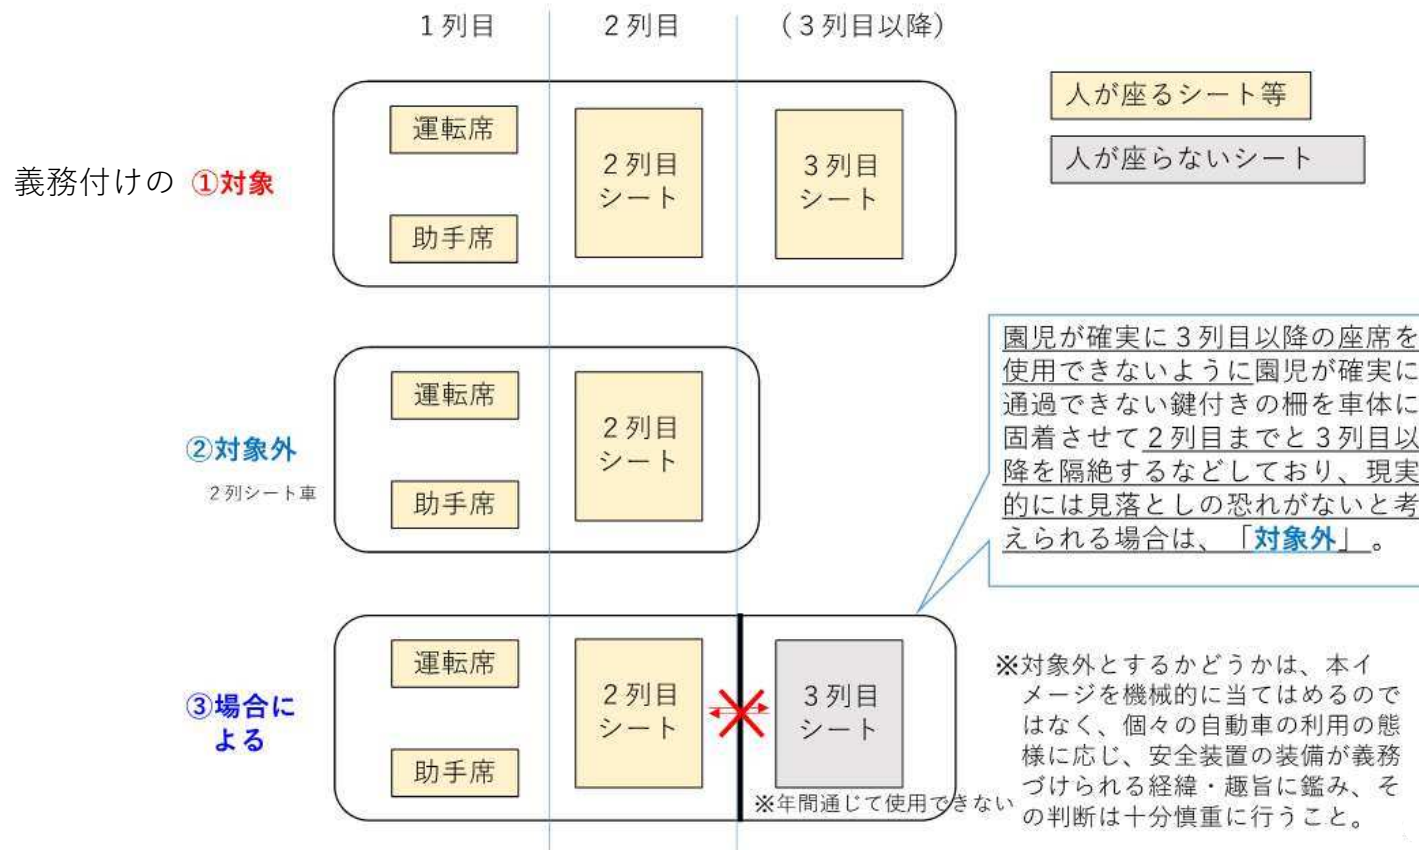 1列目
2列目
（3列目以降）
人が座るシート等
人が座らないシート
義務付けの
①対象
運転席
助手席
2列目
シート
3列目
シート
②対象外
2列シート車
運転席
助手席
2列目
シート
園児が確実に3列目以降の座席を
使用できないように園児が確実に
通過できない鍵付きの柵を車体に
固着させて2列目までと3列目以
降を隔絶するなどしており、現実
的には見落としの恐れがないと考
えられる場合は、「対象外」。
③場合に
よる
運転席
助手席
2列目
シート
3列目
シート
※年間通じて使用できない
※対象外とするかどうかは、本イ
メージを機械的に当てはめるので
はなく、個々の自動車の利用の態
様に応じ、安全装置の装備が義務
づけられる経緯・趣旨に鑑み、そ
の判断は十分慎重に行うこと。